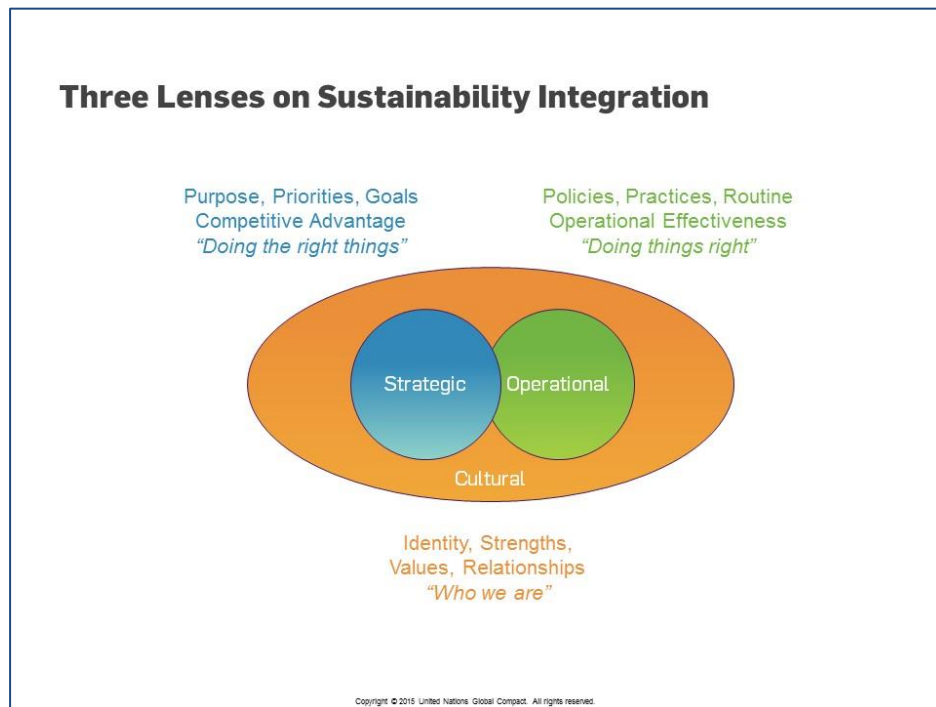 Three Lenses on Sustainability Integration
Purpose, Priorities, Goals
Competitive Advantage
“Doing the right things”
Policies, Practices, Routine
Operational Effectiveness
“Doing things right”
Strategic
Operational
Cultural
Identity, Strengths,
Values, Relationships
“Who we are”
Copyright © 2015 United Nations Global Compact. All rights reserved.